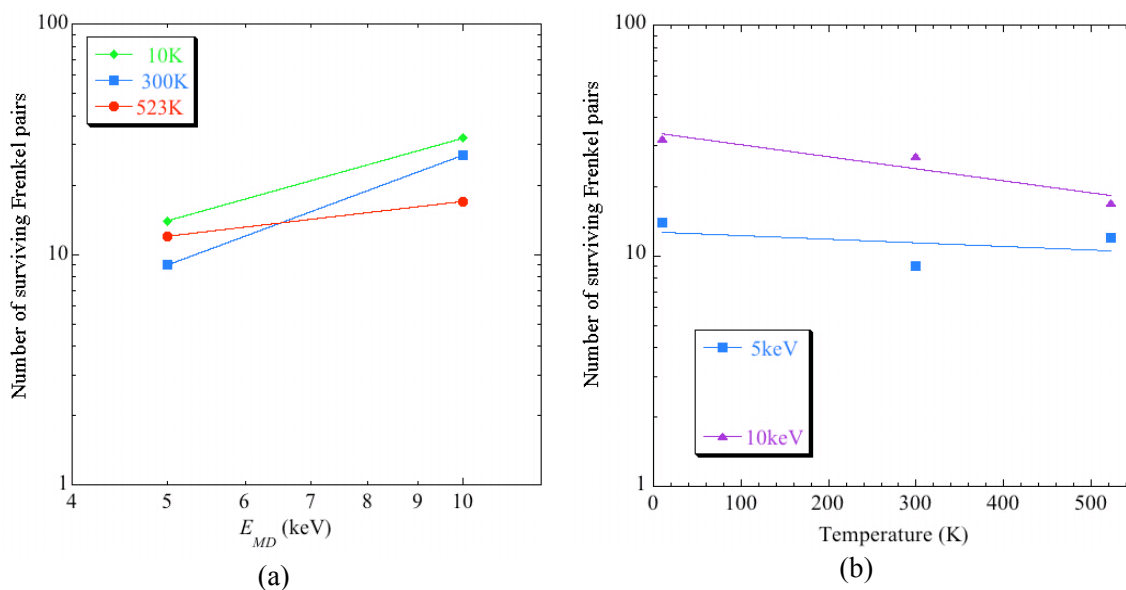 100
10
1
Number of surviving Frankel pairs
10K
300K
523K
4
5
6
7
8
9
10
E_MD (keV)
(a)
100
10
1
Number of surviving Frenkel pairs
5keV
10keV
0
100
200
300
400
500
Temperature (K)
(b)